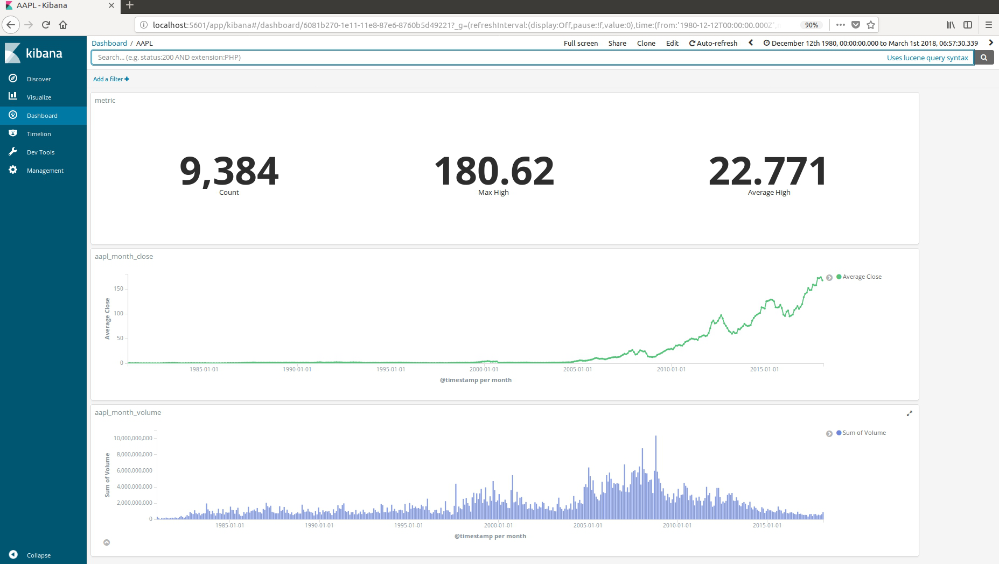 AAPL - Kibana
localhost:5601/app/kibana#/dashboard/6081b270-1e11-11e8-87e6-8760b5d49221?_g=(refreshInterval:(display:Off,pause:!f,value:0),time:(from:'1980-12-12T00:00:00.000Z',
90%
kibana
Discover
Visualize
Dashboard
Timelion
Dev Tools
Management
Collapse
Dashboard / AAPL
Full screen Share Clone Edit Auto-refresh December 12th 1980, 00:00:00.000 to March 1st 2018, 06:57:30.339
Search... (e.g. status:200 AND extension:PHP) Uses lucene query syntax
Add a filter +
metric
9,384 180.62 22.771
Count Max High Average High
aapl_month_close
Average Close
150
100
50
0
Average Close
1985-01-01 1990-01-01 1995-01-01 2000-01-01 2005-01-01 2010-01-01 2015-01-01
@timestamp per month
aapl_month_volume
Sum of Volume
10,000,000,000
8,000,000,000
6,000,000,000
4,000,000,000
2,000,000,000
0
Sum of Volume
1985-01-01 1990-01-01 1995-01-01 2000-01-01 2005-01-01 2010-01-01 2015-01-01
@timestamp per month